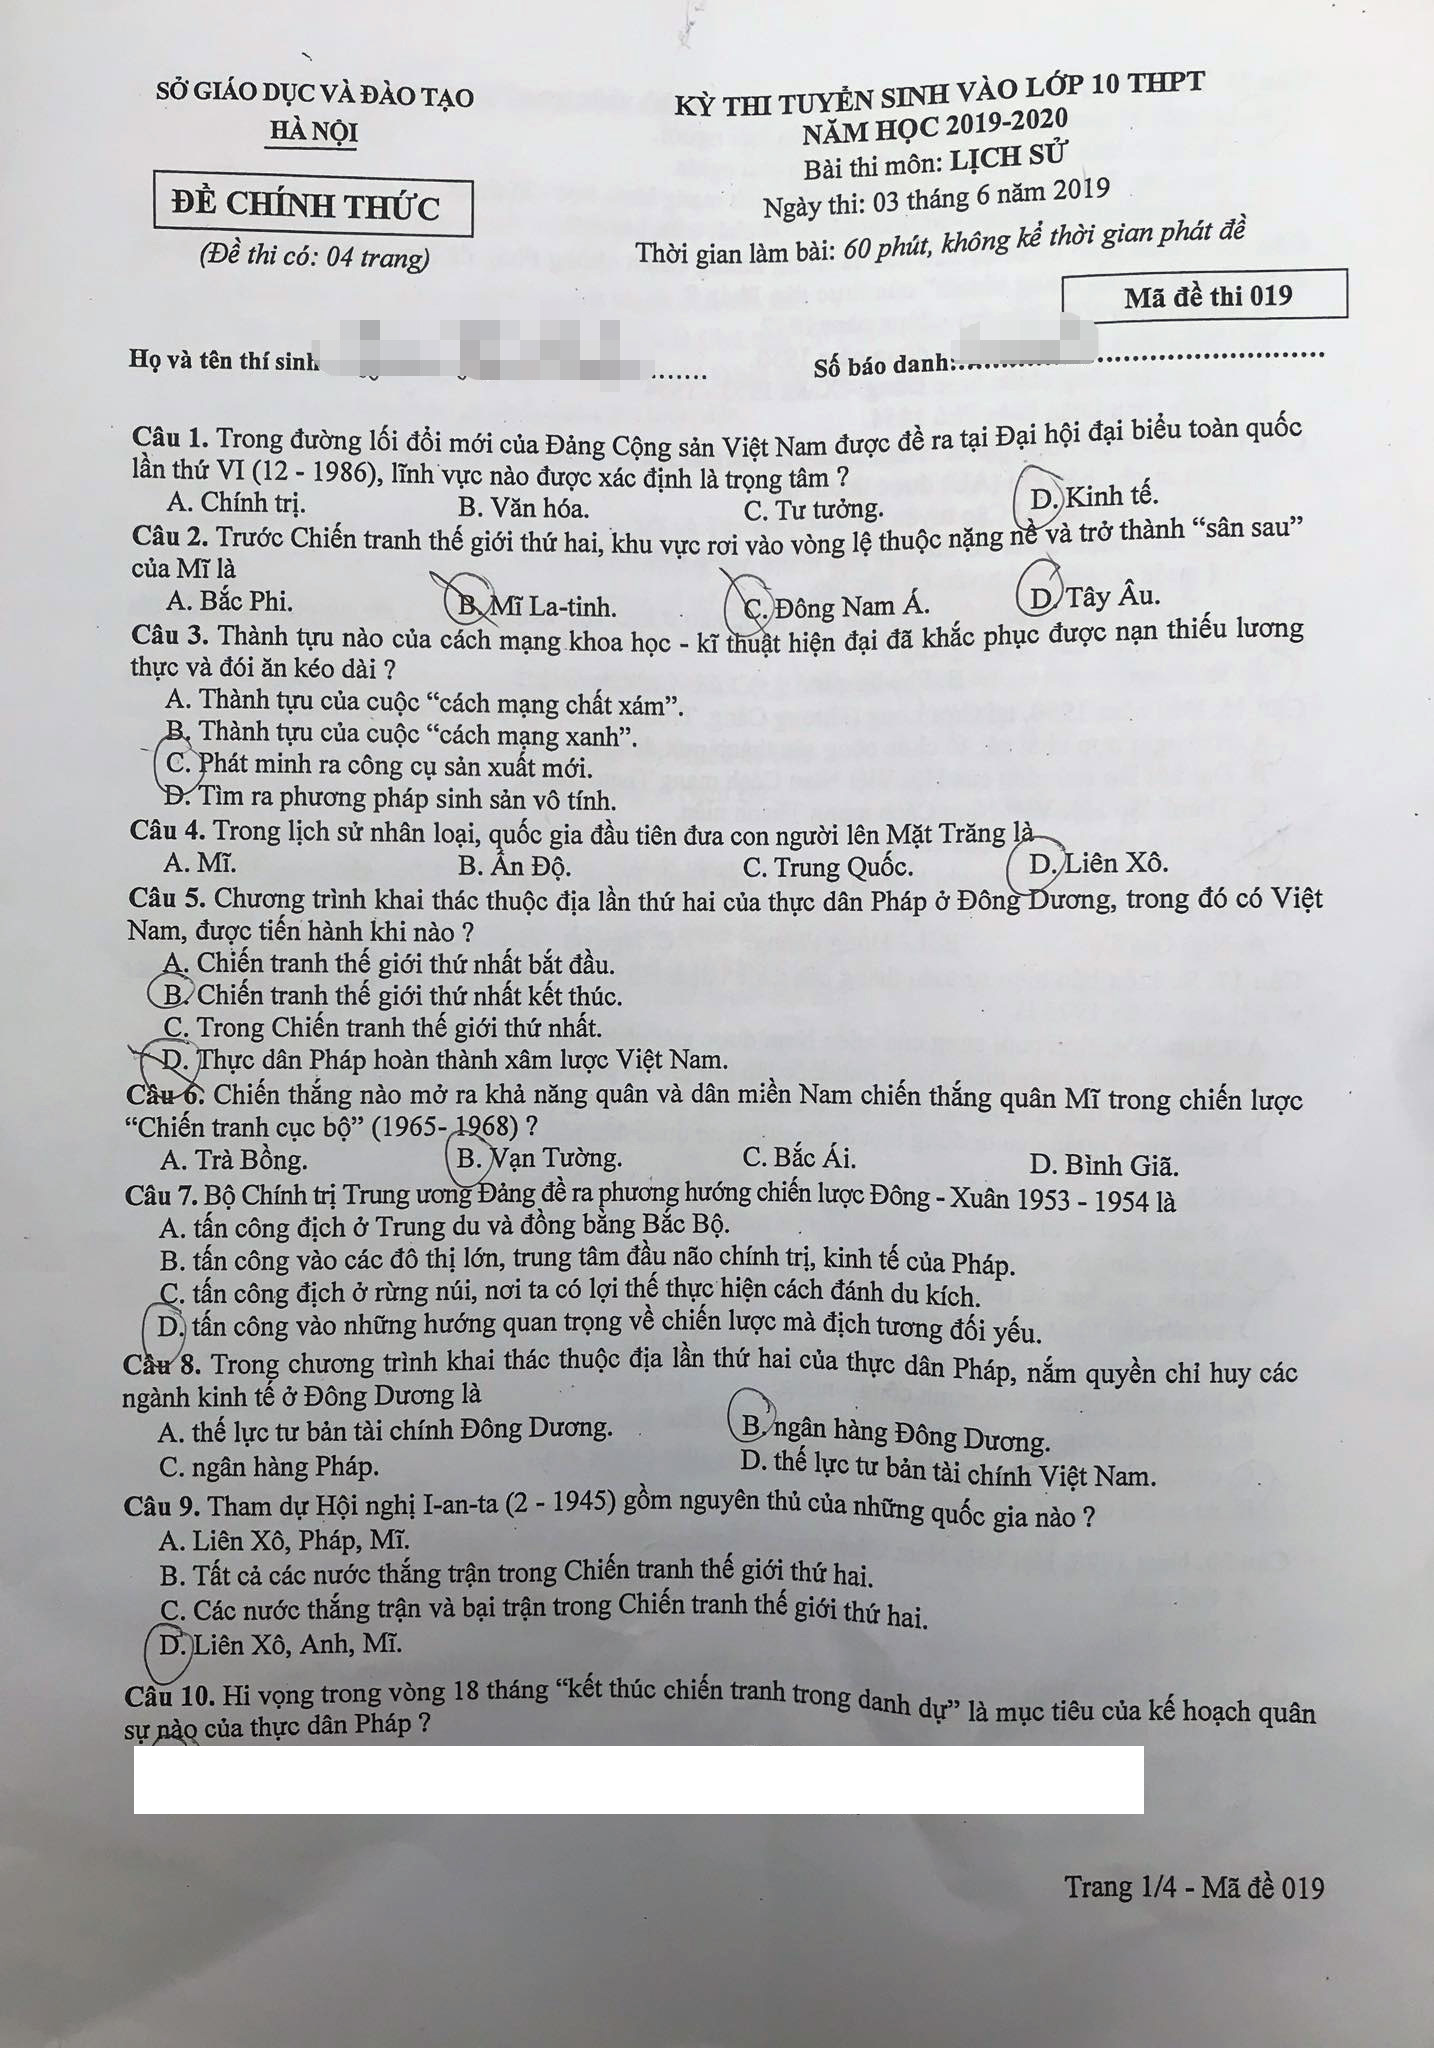 SỞ GIÁO DỤC VÀ ĐÀO TẠO
HÀ NỘI
ĐỀ CHÍNH THỨC
(Đề thi có: 04 trang)
KỲ THI TUYỂN SINH VÀO LỚP 10 THPT
NĂM HỌC 2019-2020
Bài thi môn: LỊCH SỬ
Ngày thi: 03 tháng 6 năm 2019
Thời gian làm bài: 60 phút, không kể thời gian phát đề
Mã đề thi 019
Họ và tên thí sinh
Số báo danh:
Câu 1. Trong đường lối đổi mới của Đảng Cộng sản Việt Nam được đề ra tại Đại hội đại biểu toàn quốc
lần thứ VI (12 - 1986), lĩnh vực nào được xác định là trọng tâm ?
A. Chính trị. B. Văn hóa. C. Tư tưởng. D. Kinh tế.
Câu 2. Trước Chiến tranh thế giới thứ hai, khu vực rơi vào vòng lệ thuộc nặng nề và trở thành “sân sau”
của Mĩ là
A. Bắc Phi. B. Mĩ La-tinh. C. Đông Nam Á. D. Tây Âu.
Câu 3. Thành tựu nào của cách mạng khoa học - kĩ thuật hiện đại đã khắc phục được nạn thiếu lương
thực và đói ăn kéo dài ?
A. Thành tựu của cuộc “cách mạng chất xám”.
B. Thành tựu của cuộc “cách mạng xanh”.
C. Phát minh ra công cụ sản xuất mới.
D. Tìm ra phương pháp sinh sản vô tính.
Câu 4. Trong lịch sử nhân loại, quốc gia đầu tiên đưa con người lên Mặt Trăng là
A. Mĩ. B. Ấn Độ. C. Trung Quốc. D. Liên Xô.
Câu 5. Chương trình khai thác thuộc địa lần thứ hai của thực dân Pháp ở Đông Dương, trong đó có Việt
Nam, được tiến hành khi nào ?
A. Chiến tranh thế giới thứ nhất bắt đầu.
B. Chiến tranh thế giới thứ nhất kết thúc.
C. Trong Chiến tranh thế giới thứ nhất.
D. Thực dân Pháp hoàn thành xâm lược Việt Nam.
Câu 6. Chiến thắng nào mở ra khả năng quân và dân miền Nam chiến thắng quân Mĩ trong chiến lược
“Chiến tranh cục bộ” (1965- 1968) ?
A. Trà Bồng. B. Vạn Tường. C. Bắc Ái. D. Bình Giã.
Câu 7. Bộ Chính trị Trung ương Đảng đề ra phương hướng chiến lược Đông - Xuân 1953 - 1954 là
A. tấn công địch ở Trung du và đồng bằng Bắc Bộ.
B. tấn công vào các đô thị lớn, trung tâm đầu não chính trị, kinh tế của Pháp.
C. tấn công địch ở rừng núi, nơi ta có lợi thế thực hiện cách đánh du kích.
D. tấn công vào những hướng quan trọng về chiến lược mà địch tương đối yếu.
Câu 8. Trong chương trình khai thác thuộc địa lần thứ hai của thực dân Pháp, nắm quyền chỉ huy các
ngành kinh tế ở Đông Dương là
A. thế lực tư bản tài chính Đông Dương. B. ngân hàng Đông Dương.
C. ngân hàng Pháp. D. thế lực tư bản tài chính Việt Nam.
Câu 9. Tham dự Hội nghị I-an-ta (2 - 1945) gồm nguyên thủ của những quốc gia nào ?
A. Liên Xô, Pháp, Mĩ.
B. Tất cả các nước thắng trận trong Chiến tranh thế giới thứ hai.
C. Các nước thắng trận và bại trận trong Chiến tranh thế giới thứ hai.
D. Liên Xô, Anh, Mĩ.
Câu 10. Hi vọng trong vòng 18 tháng “kết thúc chiến tranh trong danh dự” là mục tiêu của kế hoạch quân
sự nào của thực dân Pháp ?
Trang 1/4 - Mã đề 019